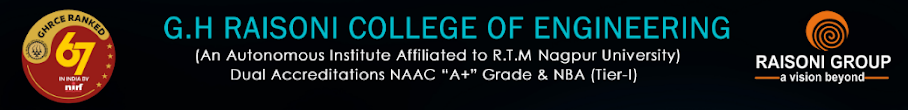 GHRCE RANKED
67
IN INDIA BY
nirf
G.H RAISONI COLLEGE OF ENGINEERING
(An Autonomous Institute Affiliated to R.T.M Nagpur University)
Dual Accreditations NAAC “A+” Grade & NBA (Tier-I)
RAISONI GROUP
a vision beyond